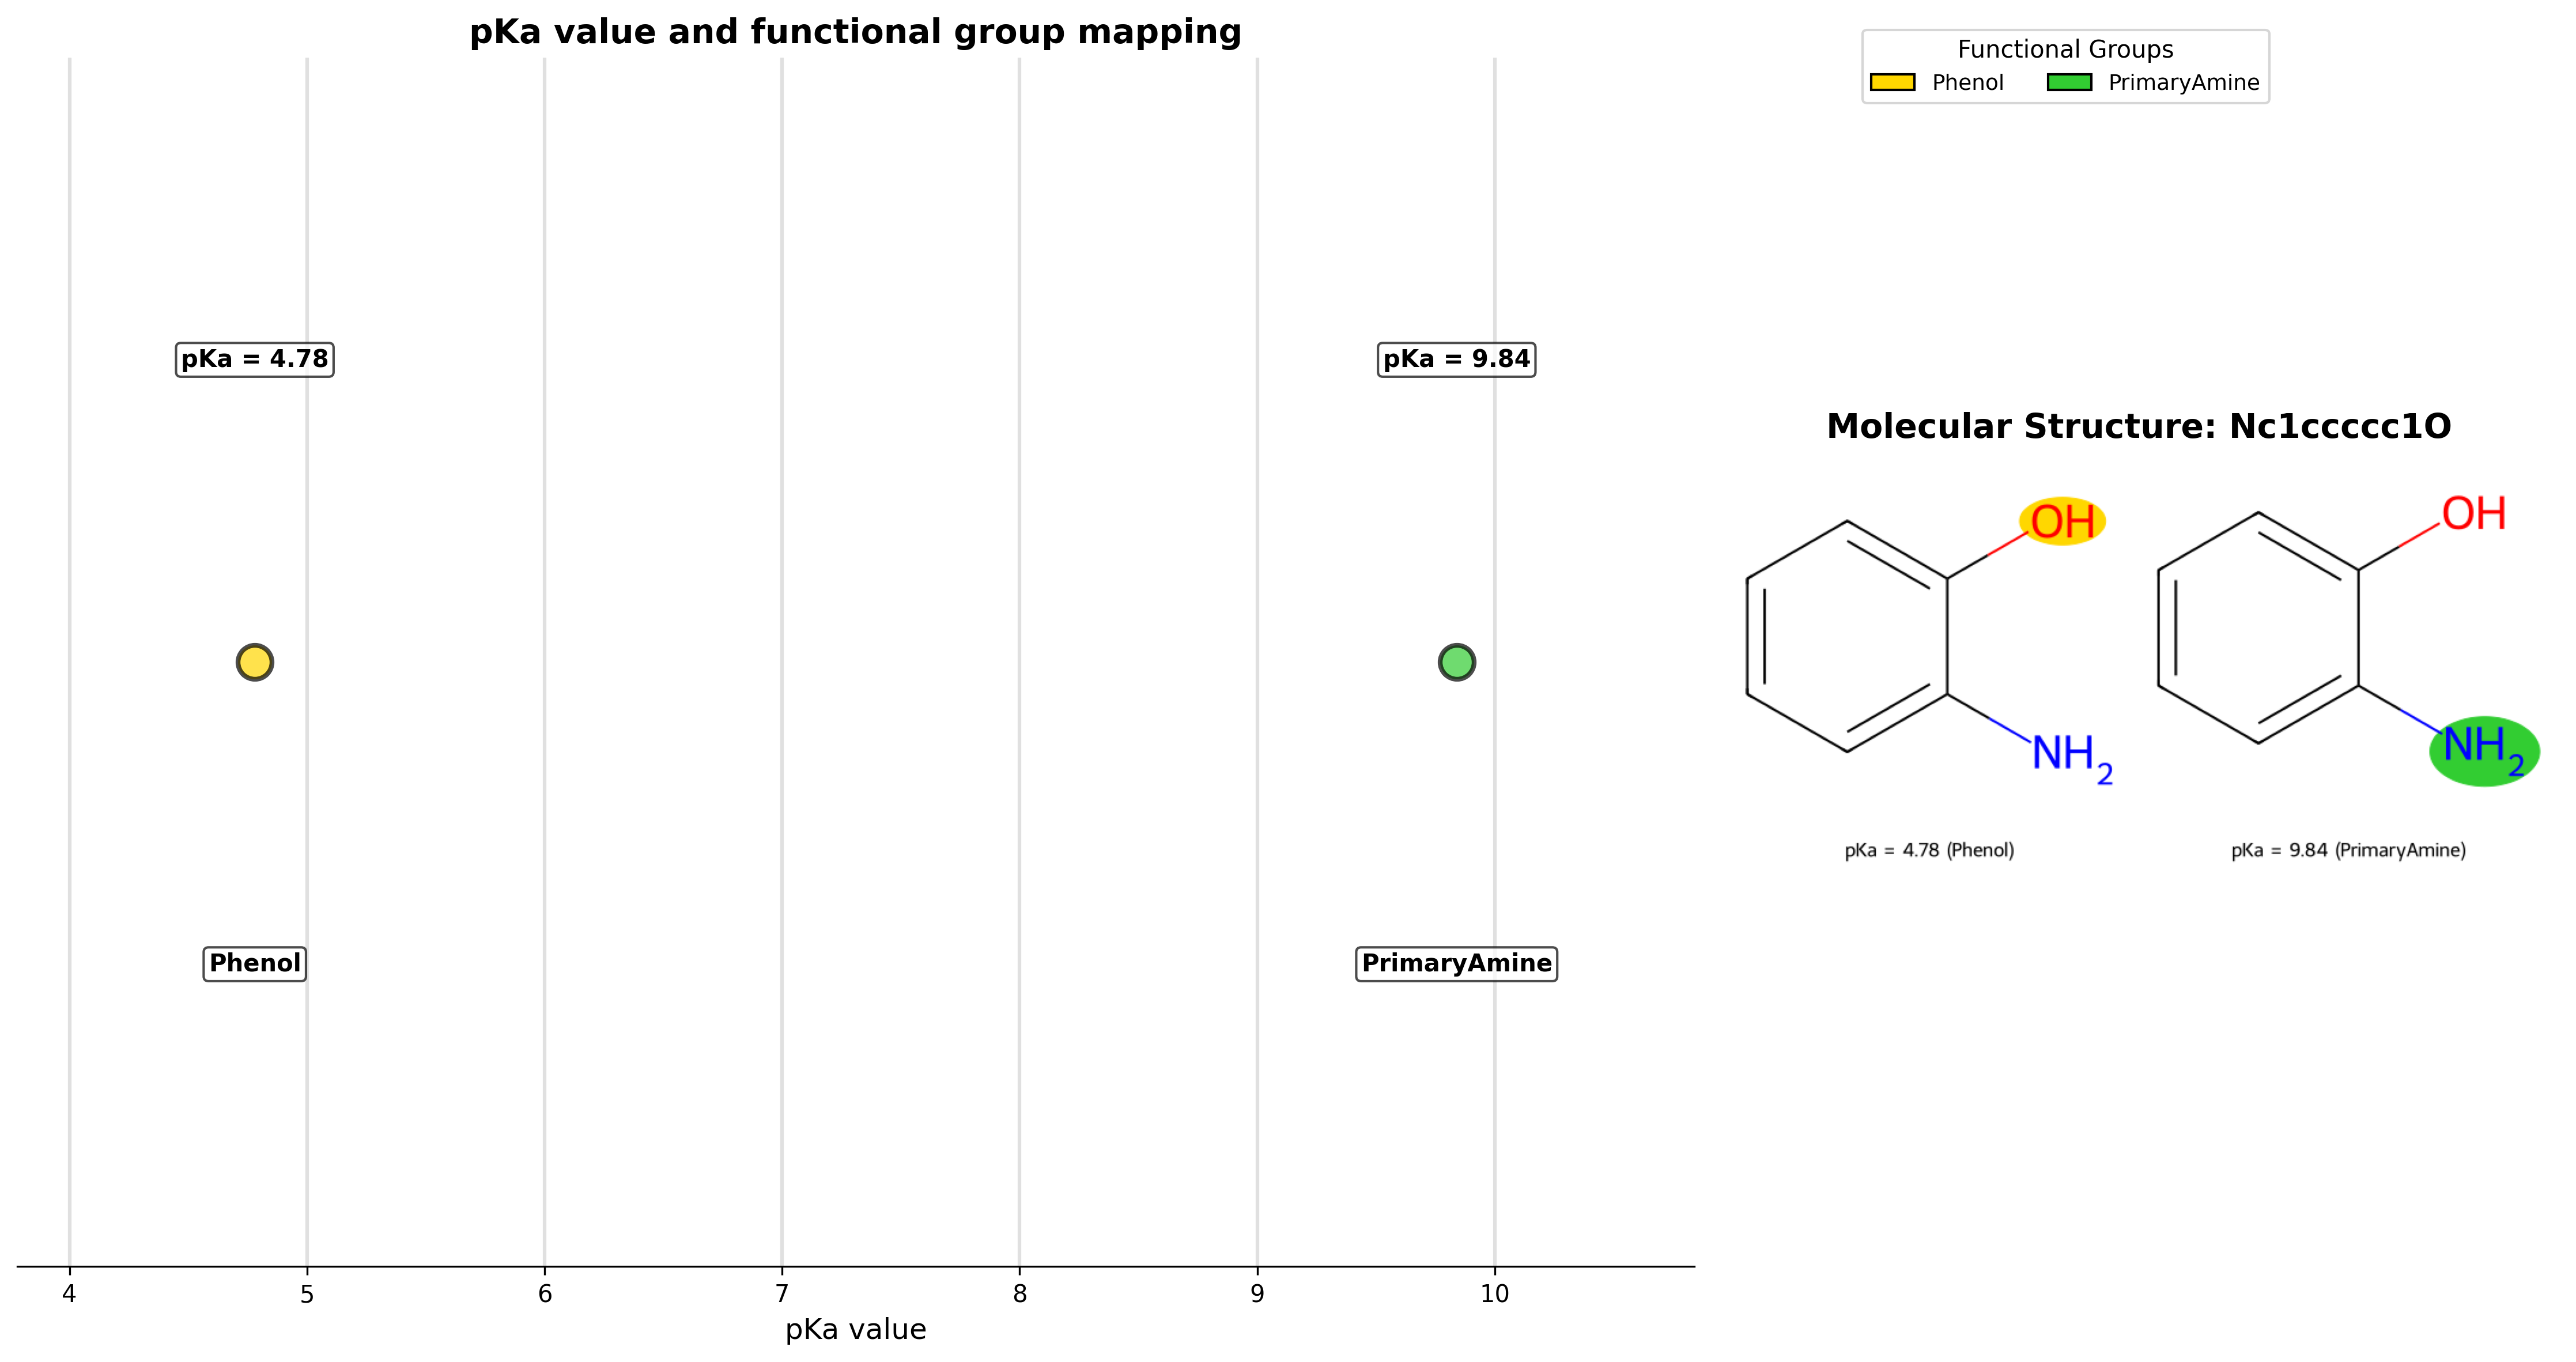 pKa value and functional group mapping
Functional Groups
Phenol PrimaryAmine
pKa = 4.78 pKa = 9.84
Phenol PrimaryAmine
4 5 6 7 8 9 10
pKa value
Molecular Structure: Nc1ccccc1O
OH OH
NH2 NH2
pKa = 4.78 (Phenol) pKa = 9.84 (PrimaryAmine)